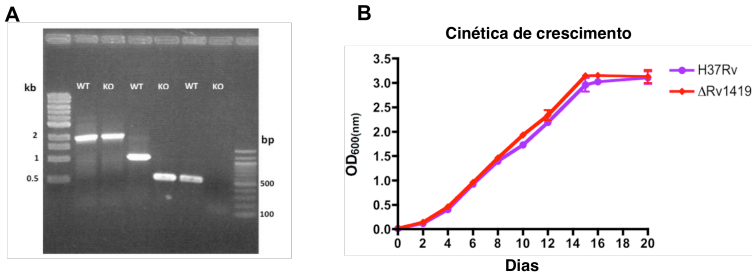 A
kb
WT KO WT KO WT KO
2
1
0.5
bp
500
100
B
Cinética de crescimento
OD600(nm)
3.5
3.0
2.5
2.0
1.5
1.0
0.5
0.0
0 2 4 6 8 10 12 14 16 18 20
Dias
H37Rv
ΔRv1419